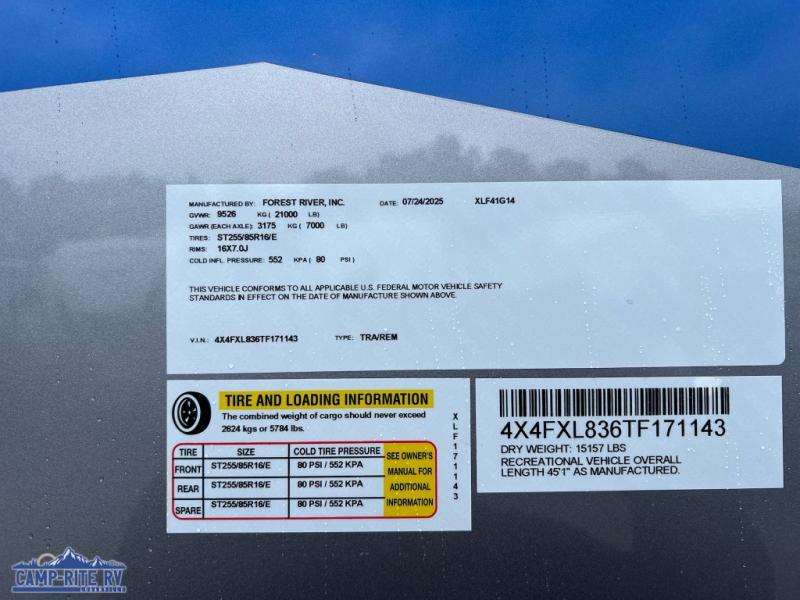 MANUFACTURED BY: FOREST RIVER, INC. DATE: 07/24/2025 XLF41G14
GVWR: 9526 KG ( 21000 LB)
GAWR (EACH AXLE): 3175 KG ( 7000 LB)
TIRES: ST255/85R16/E
RIMS: 16X7.0J
COLD INFL. PRESSURE: 552 KPA ( 80 PSI )
THIS VEHICLE CONFORMS TO ALL APPLICABLE U.S. FEDERAL MOTOR VEHICLE SAFETY
STANDARDS IN EFFECT ON THE DATE OF MANUFACTURE SHOWN ABOVE.
V.I.N.: 4X4FXL836TF171143 TYPE: TRA/REM
TIRE AND LOADING INFORMATION
The combined weight of cargo should never exceed
2624 kgs or 5784 lbs.
TIRE SIZE COLD TIRE PRESSURE
FRONT ST255/85R16/E 80 PSI / 552 KPA
REAR ST255/85R16/E 80 PSI / 552 KPA
SPARE ST255/85R16/E 80 PSI / 552 KPA
SEE OWNER'S
MANUAL FOR
ADDITIONAL
INFORMATION
XLF171143
4X4FXL836TF171143
DRY WEIGHT: 15157 LBS
RECREATIONAL VEHICLE OVERALL
LENGTH 45'1" AS MANUFACTURED.
CAMP-RITE RV
LOUISVILLE